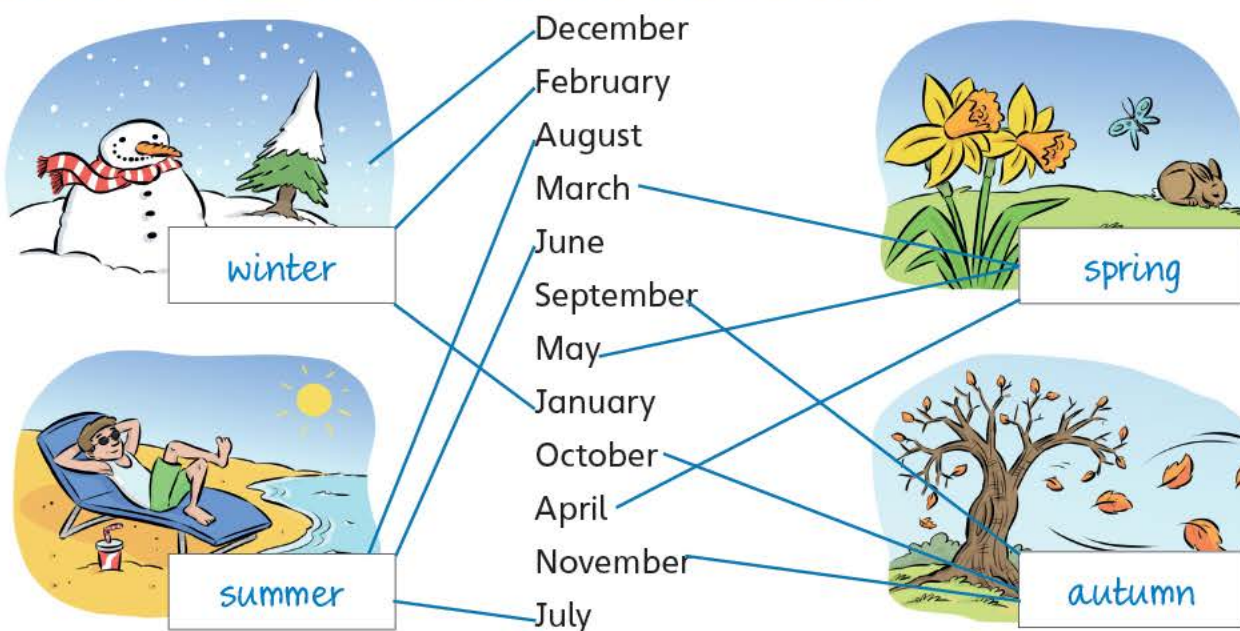 December
February
August
March
June
September
May
January
October
April
November
July
winter
summer
spring
autumn